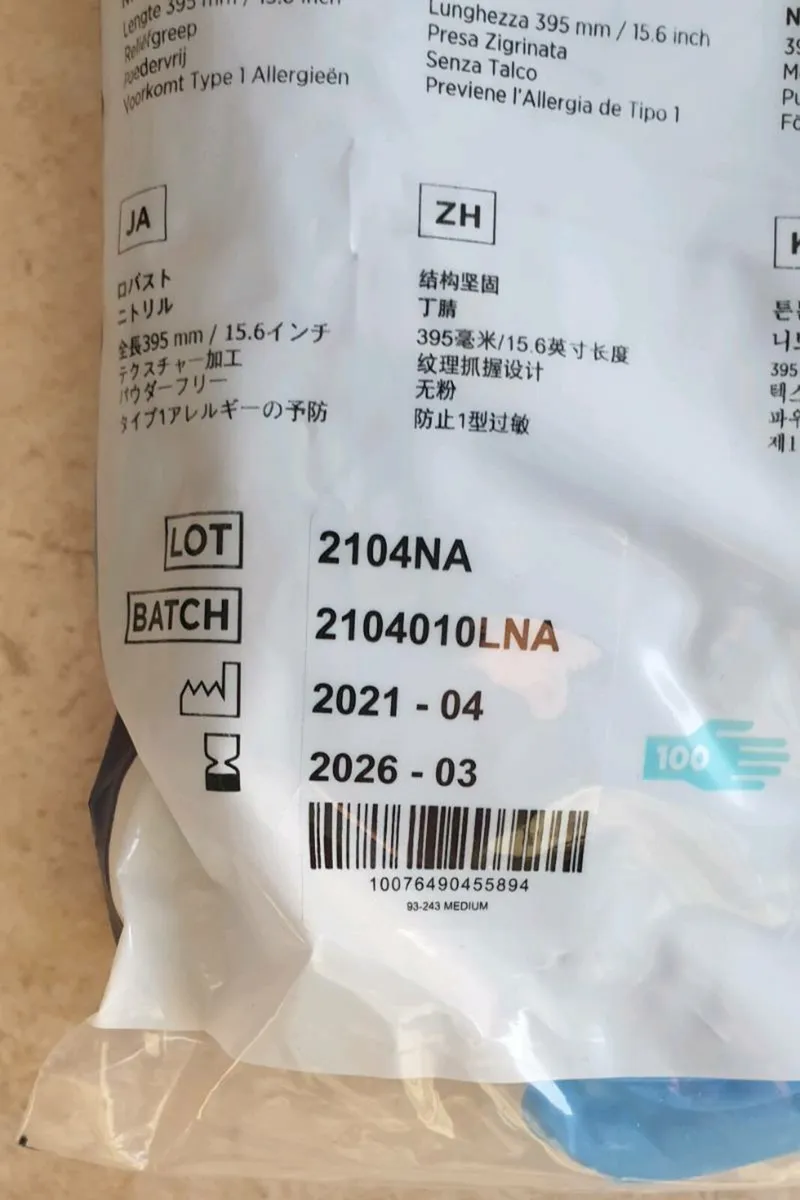 Lengte 395 mm /
Reliëfgreep
Poedervrij
Voorkomt Type 1 Allergieën
Lunghezza 395 mm / 15.6 inch
Presa Zigrinata
Senza Talco
Previene l'Allergia de Tipo 1
JA
ロバスト
ニトリル
全長395 mm / 15.6インチ
テクスチャー加工
パウダーフリー
タイプ1アレルギーの予防
ZH
结构坚固
丁腈
395毫米/15.6英寸长度
纹理抓握设计
无粉
防止1型过敏
395
LOT 2104NA
BATCH 2104010LNA
2021 - 04
2026 - 03
100
10076490455894
93-243 MEDIUM